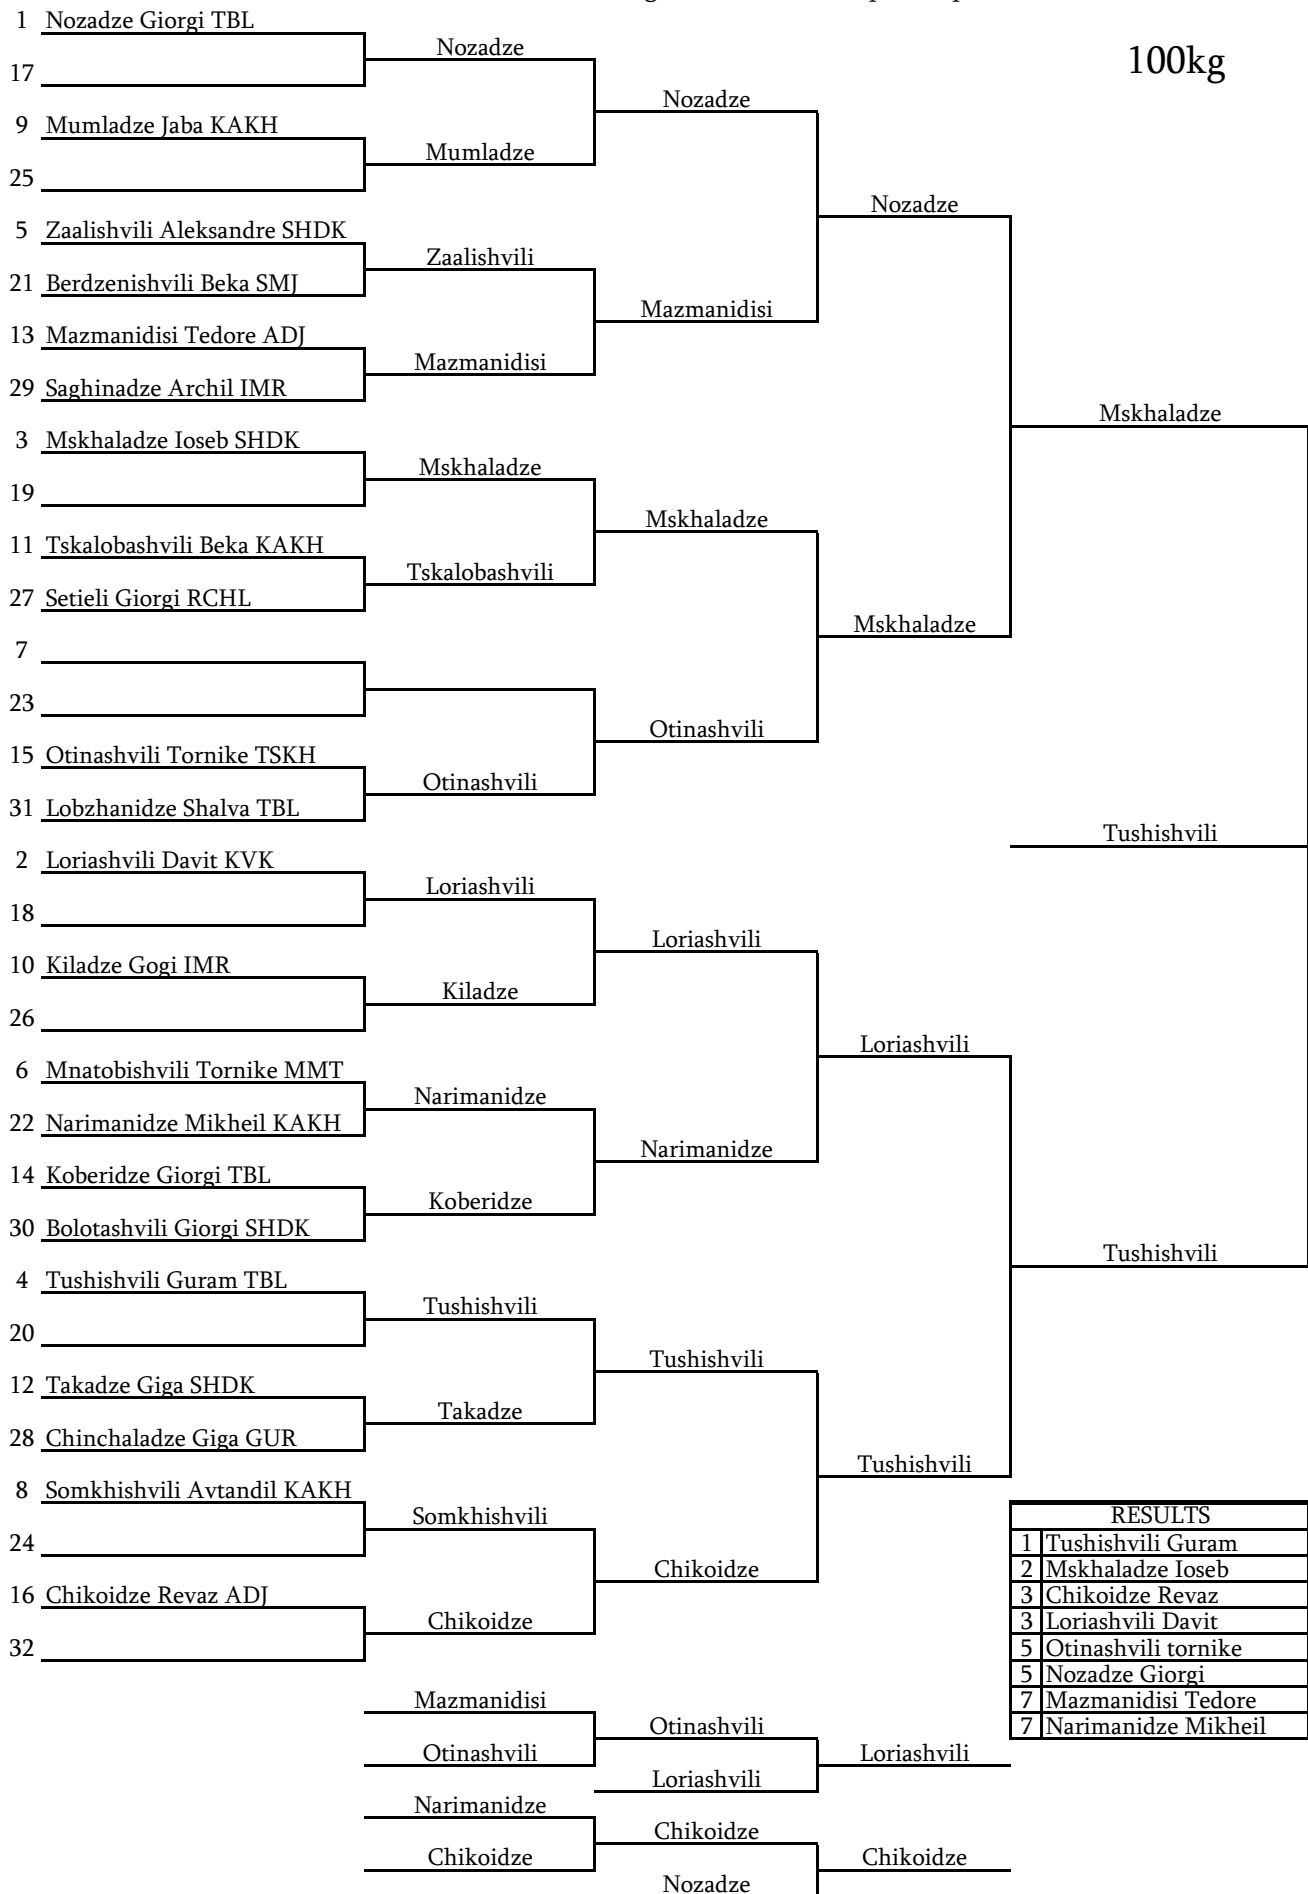 1 Nozadze Giorgi TBL
Nozadze
100kg
17
Nozadze
9 Mumladze Jaba KAKH
Mumladze
25
Nozadze
5 Zaalishvili Aleksandre SHDK
Zaalishvili
21 Berdzenishvili Beka SMJ
Mazmanidisi
13 Mazmanidisi Tedore ADJ
Mazmanidisi
29 Saghinadze Archil IMR
Mskhaladze
3 Mskhaladze Ioseb SHDK
Mskhaladze
19
Mskhaladze
11 Tskalobashvili Beka KAKH
Tskalobashvili
27 Setieli Giorgi RCHL
Mskhaladze
7
23
Otinashvili
15 Otinashvili Tornike TSKH
Otinashvili
31 Lobzhanidze Shalva TBL
Tushishvili
2 Loriashvili Davit KVK
Loriashvili
18
Loriashvili
10 Kiladze Gogi IMR
Kiladze
26
Loriashvili
6 Mnatobishvili Tornike MMT
Narimanidze
22 Narimanidze Mikheil KAKH
Narimanidze
14 Koberidze Giorgi TBL
Koberidze
30 Bolotashvili Giorgi SHDK
Tushishvili
4 Tushishvili Guram TBL
Tushishvili
20
Tushishvili
12 Takadze Giga SHDK
Takadze
28 Chinchaladze Giga GUR
Tushishvili
8 Somkhishvili Avtandil KAKH
Somkhishvili
24
Chikoidze
16 Chikoidze Revaz ADJ
Chikoidze
32
RESULTS
1 Tushishvili Guram
2 Mskhaladze Ioseb
3 Chikoidze Revaz
3 Loriashvili Davit
5 Otinashvili tornike
5 Nozadze Giorgi
7 Mazmanidisi Tedore
7 Narimanidze Mikheil
Mazmanidisi
Otinashvili
Otinashvili
Loriashvili
Loriashvili
Narimanidze
Chikoidze
Chikoidze
Chikoidze
Nozadze